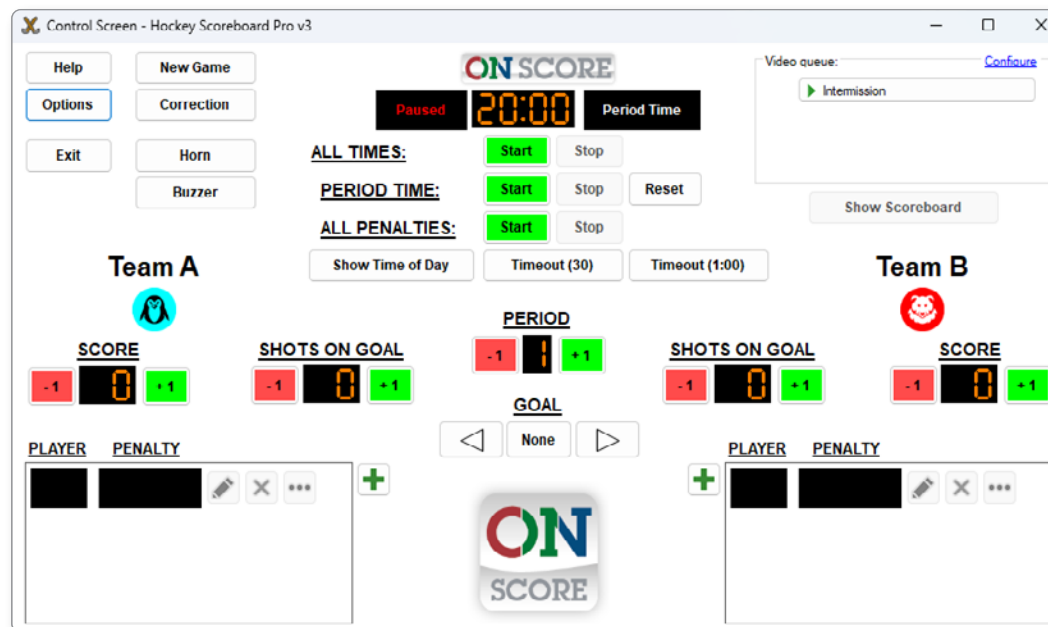 Control Screen - Hockey Scoreboard Pro v3
Help New Game
Options Correction
Exit Horn
Buzzer
ON SCORE
Paused 20:00 Period Time
ALL TIMES: Start Stop
PERIOD TIME: Start Stop Reset
ALL PENALTIES: Start Stop
Show Time of Day Timeout (30) Timeout (1:00)
Video queue: Configure
Intermission
Show Scoreboard
Team A
Team B
PERIOD
- 1 1 + 1
SCORE SHOTS ON GOAL
- 1 0 + 1 - 1 0 + 1
SHOTS ON GOAL SCORE
- 1 0 + 1 - 1 0 + 1
GOAL
None
PLAYER PENALTY
PLAYER PENALTY
ON
SCORE